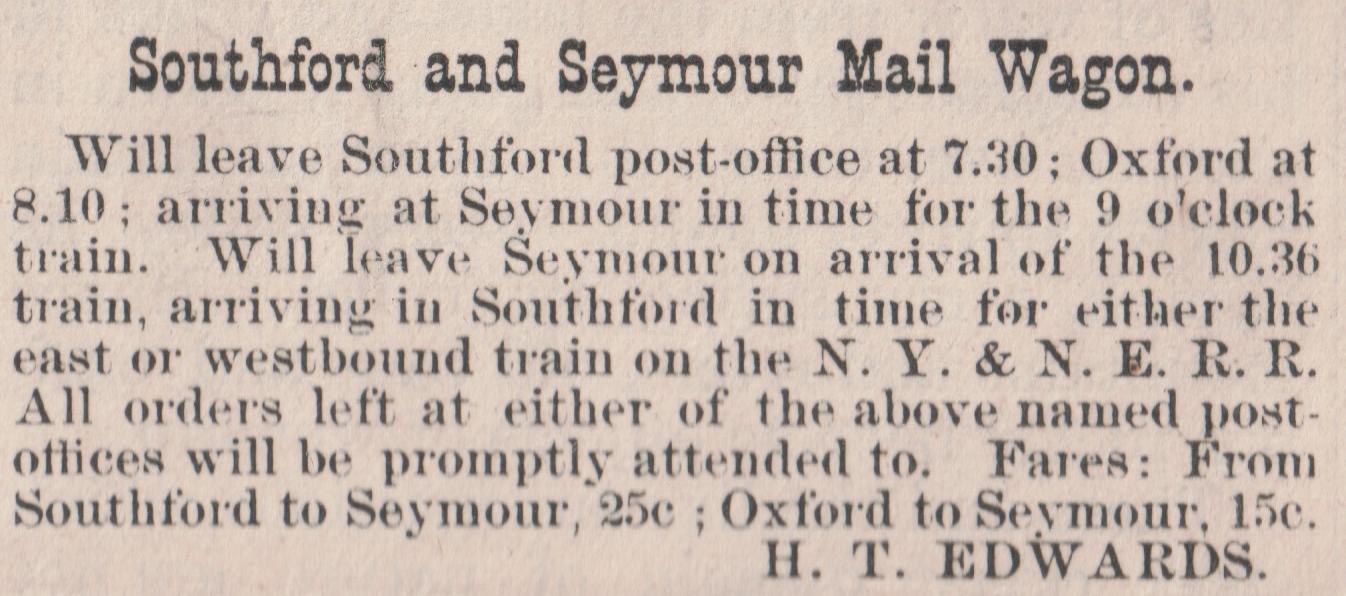 Southford and Seymour Mail Wagon.
Will leave Southford post-office at 7.30; Oxford at
8.10; arriving at Seymour in time for the 9 o'clock
train. Will leave Seymour on arrival of the 10.36
train, arriving in Southford in time for either the
east or westbound train on the N. Y. & N. E. R. R.
All orders left at either of the above named post-
offices will be promptly attended to. Fares: From
Southford to Seymour, 25c; Oxford to Seymour, 15c.
H. T. EDWARDS.